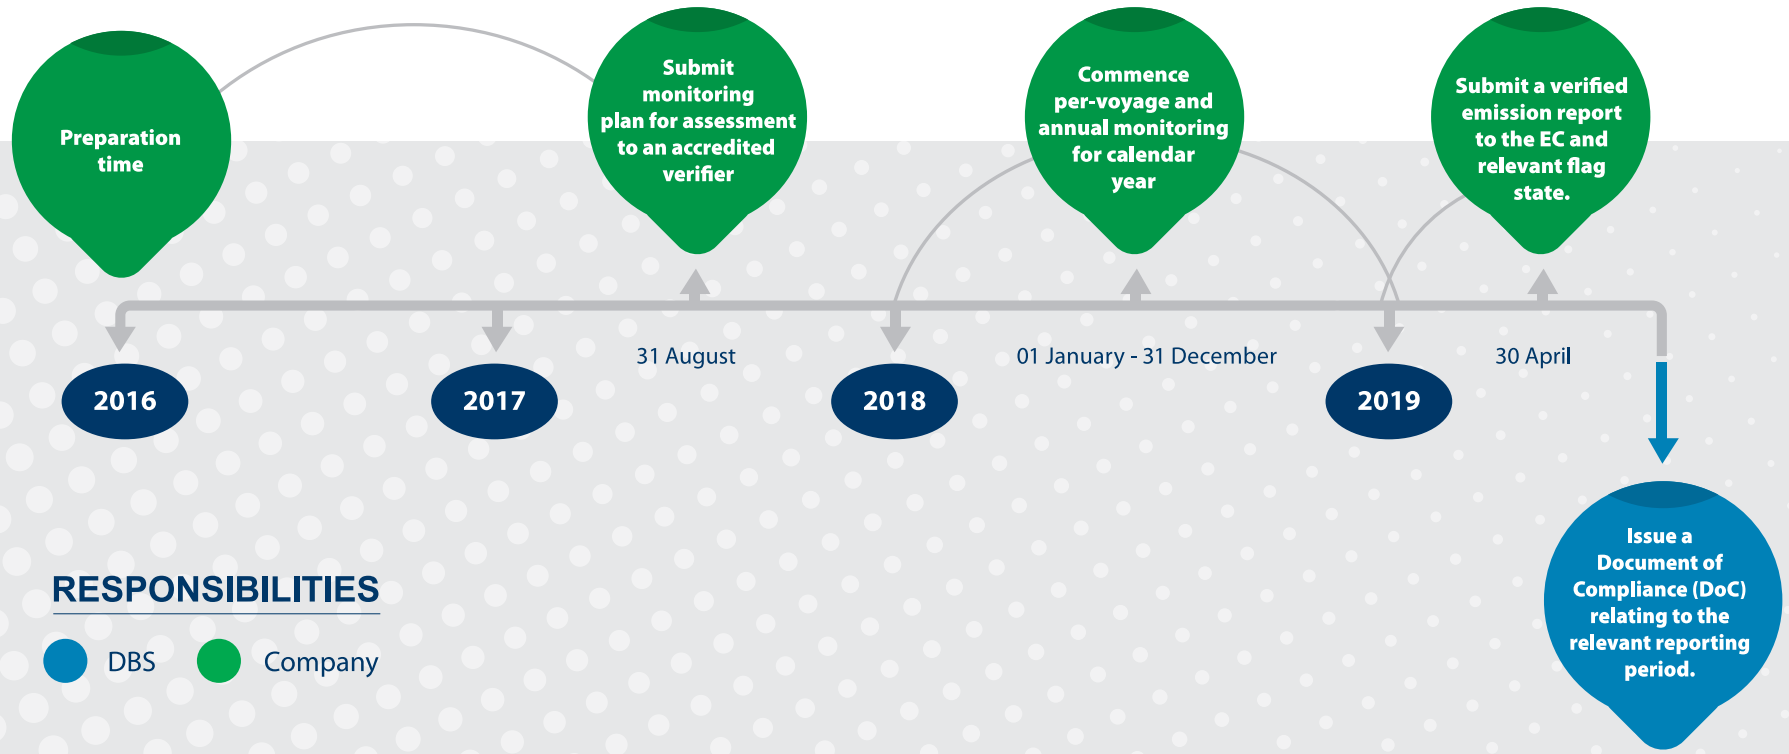 Preparation
time
Submit
monitoring
plan for assessment
to an accredited
verifier
Commence
per-voyage and
annual monitoring
for calendar
year
Submit a verified
emission report
to the EC and
relevant flag
state.
31 August
01 January - 31 December
30 April
2016
2017
2018
2019
Issue a
Document of
Compliance (DoC)
relating to the
relevant reporting
period.
RESPONSIBILITIES
DBS
Company